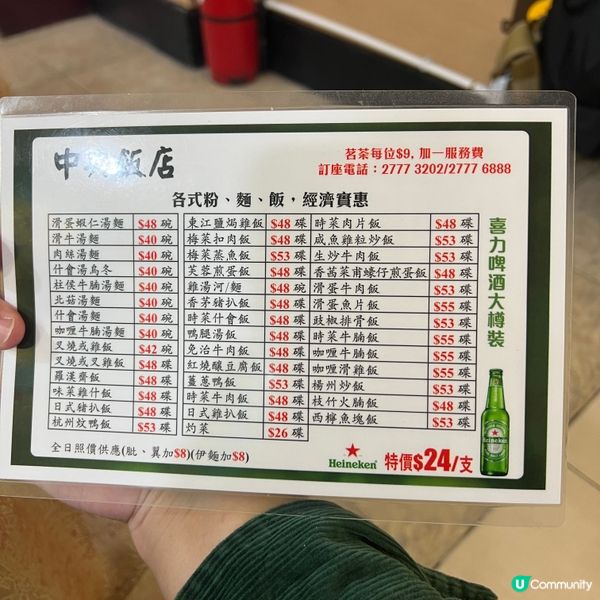 中 飯店
茗茶每位$9, 加一服務費
訂座電話：2777 3202/2777 6888
各式粉、麵、飯，經濟實惠
滑蛋蝦仁湯麵 $48 碗
滑牛湯麵 $40 碗
肉絲湯麵 $40 碗
什會湯烏冬 $40 碗
柱侯牛腩湯麵 $40 碗
北菇湯麵 $40 碗
什會湯麵 $40 碗
咖喱牛腩湯麵 $40 碗
叉燒或雞飯 $42 碗
叉燒或叉雞飯 $48 碟
羅漢齋飯 $48 碟
味菜雞什飯 $48 碟
日式豬扒飯 $48 碟
杭州炆鴨飯 $53 碟
東江鹽焗雞飯 $48 碟
梅菜扣肉飯 $48 碟
梅菜蒸魚飯 $53 碟
芙蓉煎蛋飯 $48 碟
雞湯河/麵 $48 碗
香茅豬扒飯 $48 碟
時菜什會飯 $48 碟
鴨腿湯飯 $48 碟
免治牛肉飯 $48 碟
紅燒釀豆腐飯 $48 碟
薑蔥鴨飯 $53 碟
時菜牛肉飯 $48 碟
日式雞扒飯 $48 碟
灼菜 $26 碟
時菜肉片飯 $48 碟
咸魚雞粒炒飯 $53 碟
生炒牛肉飯 $53 碟
香茜菜甫蠔仔煎蛋飯 $48 碟
滑蛋牛肉飯 $53 碟
滑蛋魚片飯 $55 碟
豉椒排骨飯 $53 碟
時菜牛腩飯 $55 碟
咖喱牛腩飯 $55 碟
咖喱滑雞飯 $55 碟
楊州炒飯 $53 碟
枝竹火腩飯 $48 碟
西檸魚塊飯 $53 碟
喜力啤酒大樽裝
Heineken
全日照價供應(髀、翼加$8)(伊麵加$8)
Heineken 特價$24/支
U Community